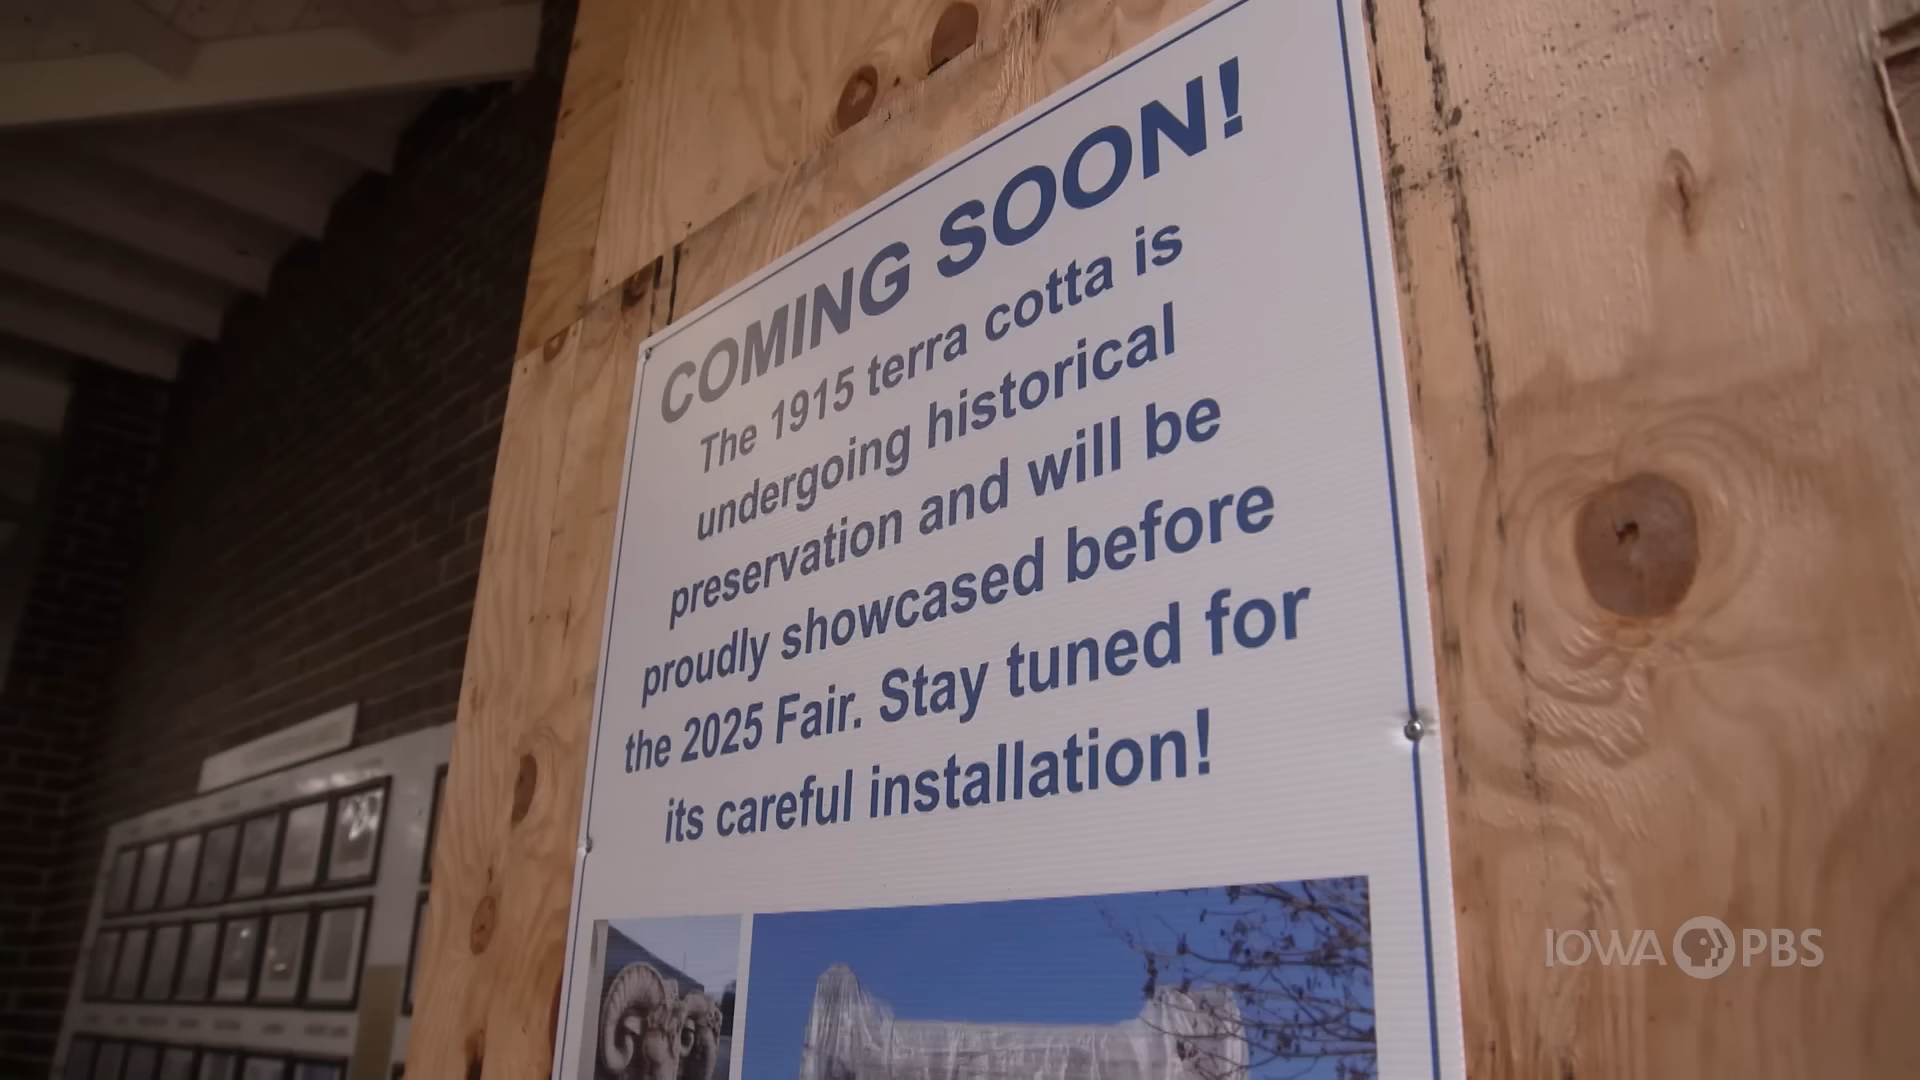 COMING SOON!
The 1915 terra cotta is
undergoing historical
preservation and will be
proudly showcased before
the 2025 Fair. Stay tuned for
its careful installation!
IOWA PBS